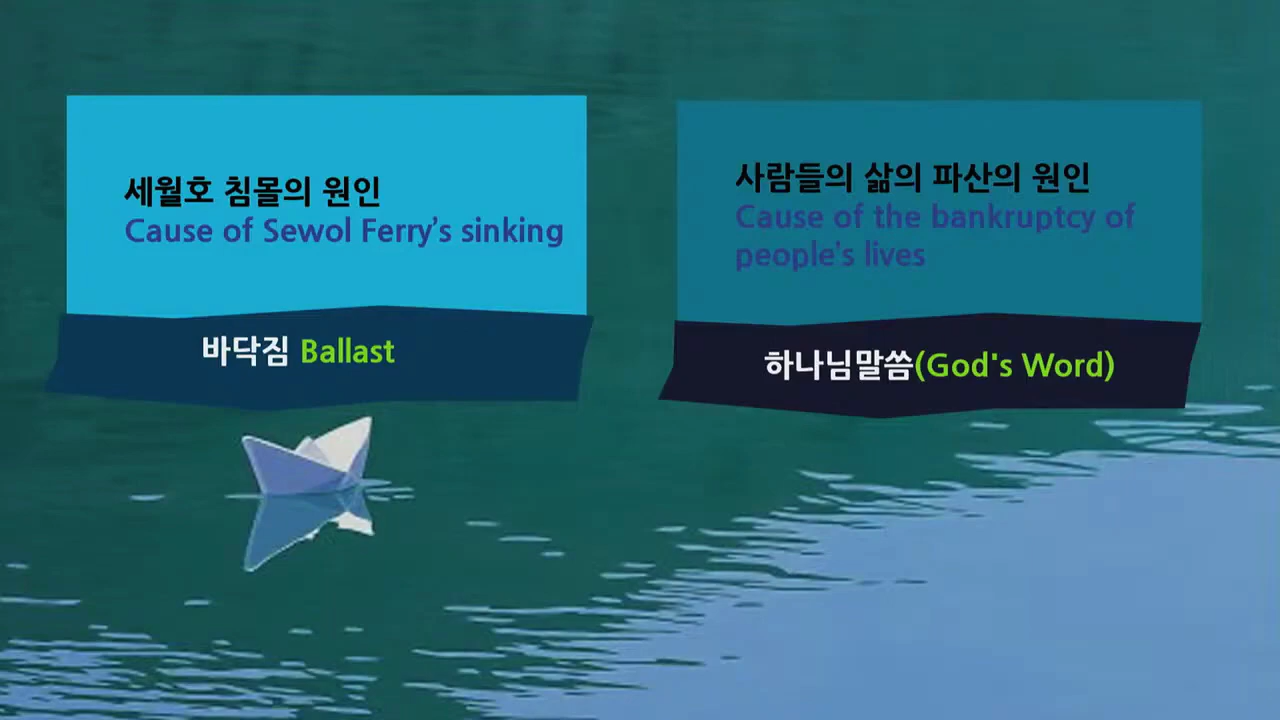 세월호 침몰의 원인
Cause of Sewol Ferry's sinking
바닥짐 Ballast
사람들의 삶의 파산의 원인
Cause of the bankruptcy of
people's lives
하나님말씀(God's Word)